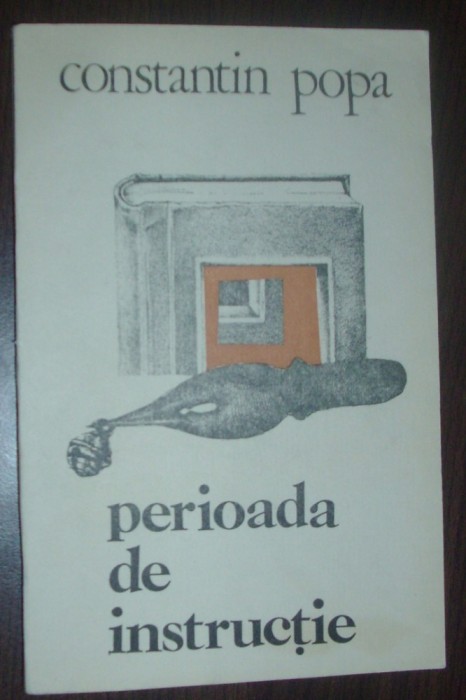 constantin popa
perioada
de
instrucție